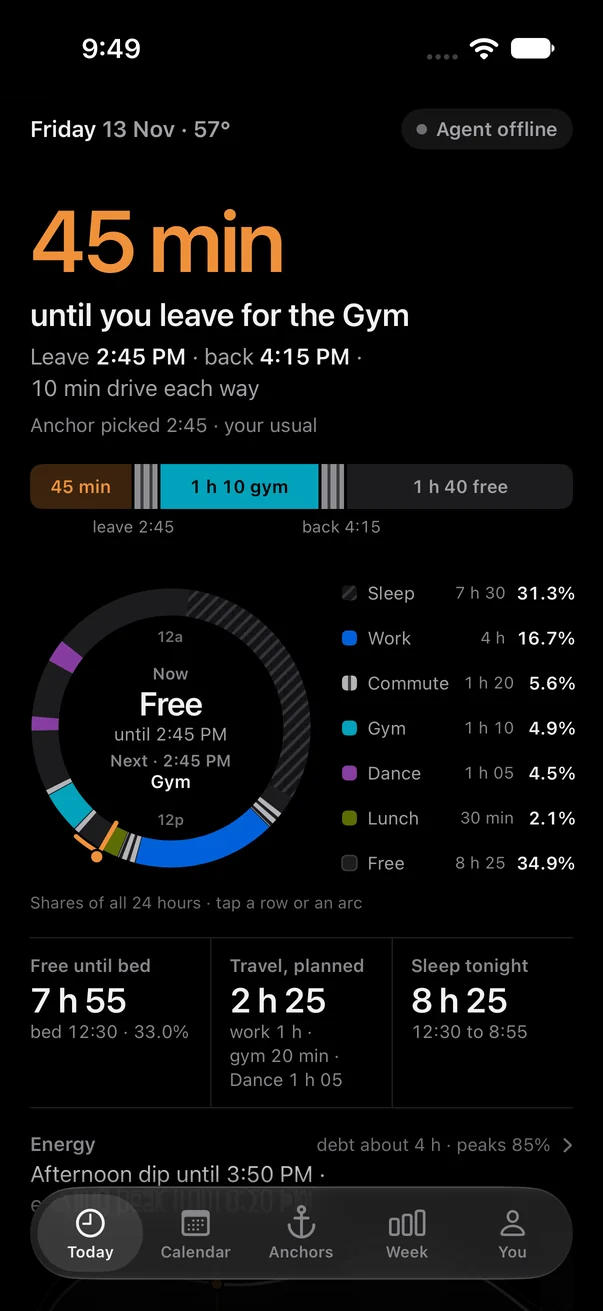 9:49
Friday 13 Nov · 57°
Agent offline
45 min
until you leave for the Gym
Leave 2:45 PM · back 4:15 PM ·
10 min drive each way
Anchor picked 2:45 · your usual
45 min
1 h 10 gym
1 h 40 free
leave 2:45
back 4:15
12a
Now
Free
until 2:45 PM
Next · 2:45 PM
Gym
12p
Sleep 7 h 30 31.3%
Work 4 h 16.7%
Commute 1 h 20 5.6%
Gym 1 h 10 4.9%
Dance 1 h 05 4.5%
Lunch 30 min 2.1%
Free 8 h 25 34.9%
Shares of all 24 hours · tap a row or an arc
Free until bed
7 h 55
bed 12:30 · 33.0%
Travel, planned
2 h 25
work 1 h ·
gym 20 min ·
Dance 1 h 05
Sleep tonight
8 h 25
12:30 to 8:55
Energy
debt about 4 h · peaks 85%
Afternoon dip until 3:50 PM ·
Today
Calendar
Anchors
Week
You